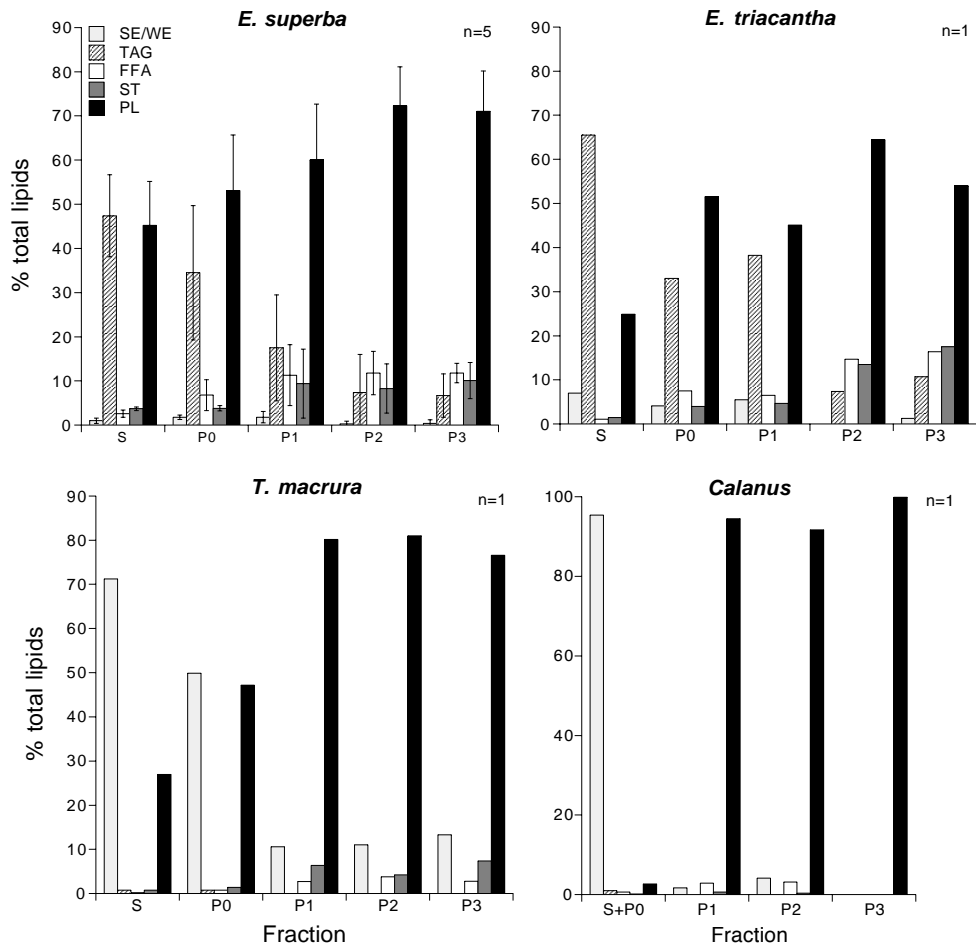 E. superba
n=5
SE/WE
TAG
FFA
ST
PL
% total lipids
90
80
70
60
50
40
30
20
10
0
S P0 P1 P2 P3
E. triacantha
n=1
90
80
70
60
50
40
30
20
10
0
S P0 P1 P2 P3
T. macrura
n=1
% total lipids
90
80
70
60
50
40
30
20
10
0
S P0 P1 P2 P3
Fraction
Calanus
n=1
100
80
60
40
20
0
S+P0 P1 P2 P3
Fraction